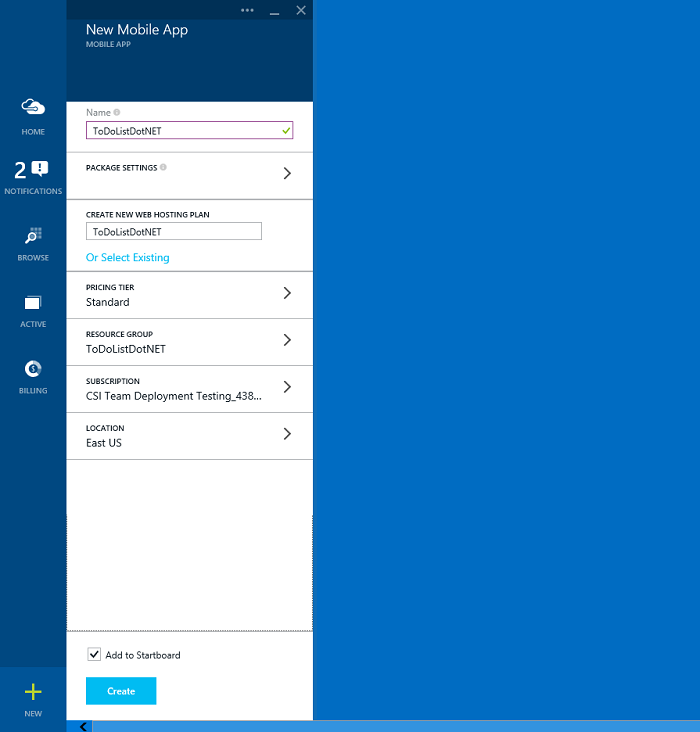 New Mobile App
MOBILE APP
HOME
2
NOTIFICATIONS
BROWSE
ACTIVE
BILLING
NEW
Name
ToDoListDotNET
PACKAGE SETTINGS
CREATE NEW WEB HOSTING PLAN
ToDoListDotNET
Or Select Existing
PRICING TIER
Standard
RESOURCE GROUP
ToDoListDotNET
SUBSCRIPTION
CSI Team Deployment Testing_438...
LOCATION
East US
Add to Startboard
Create